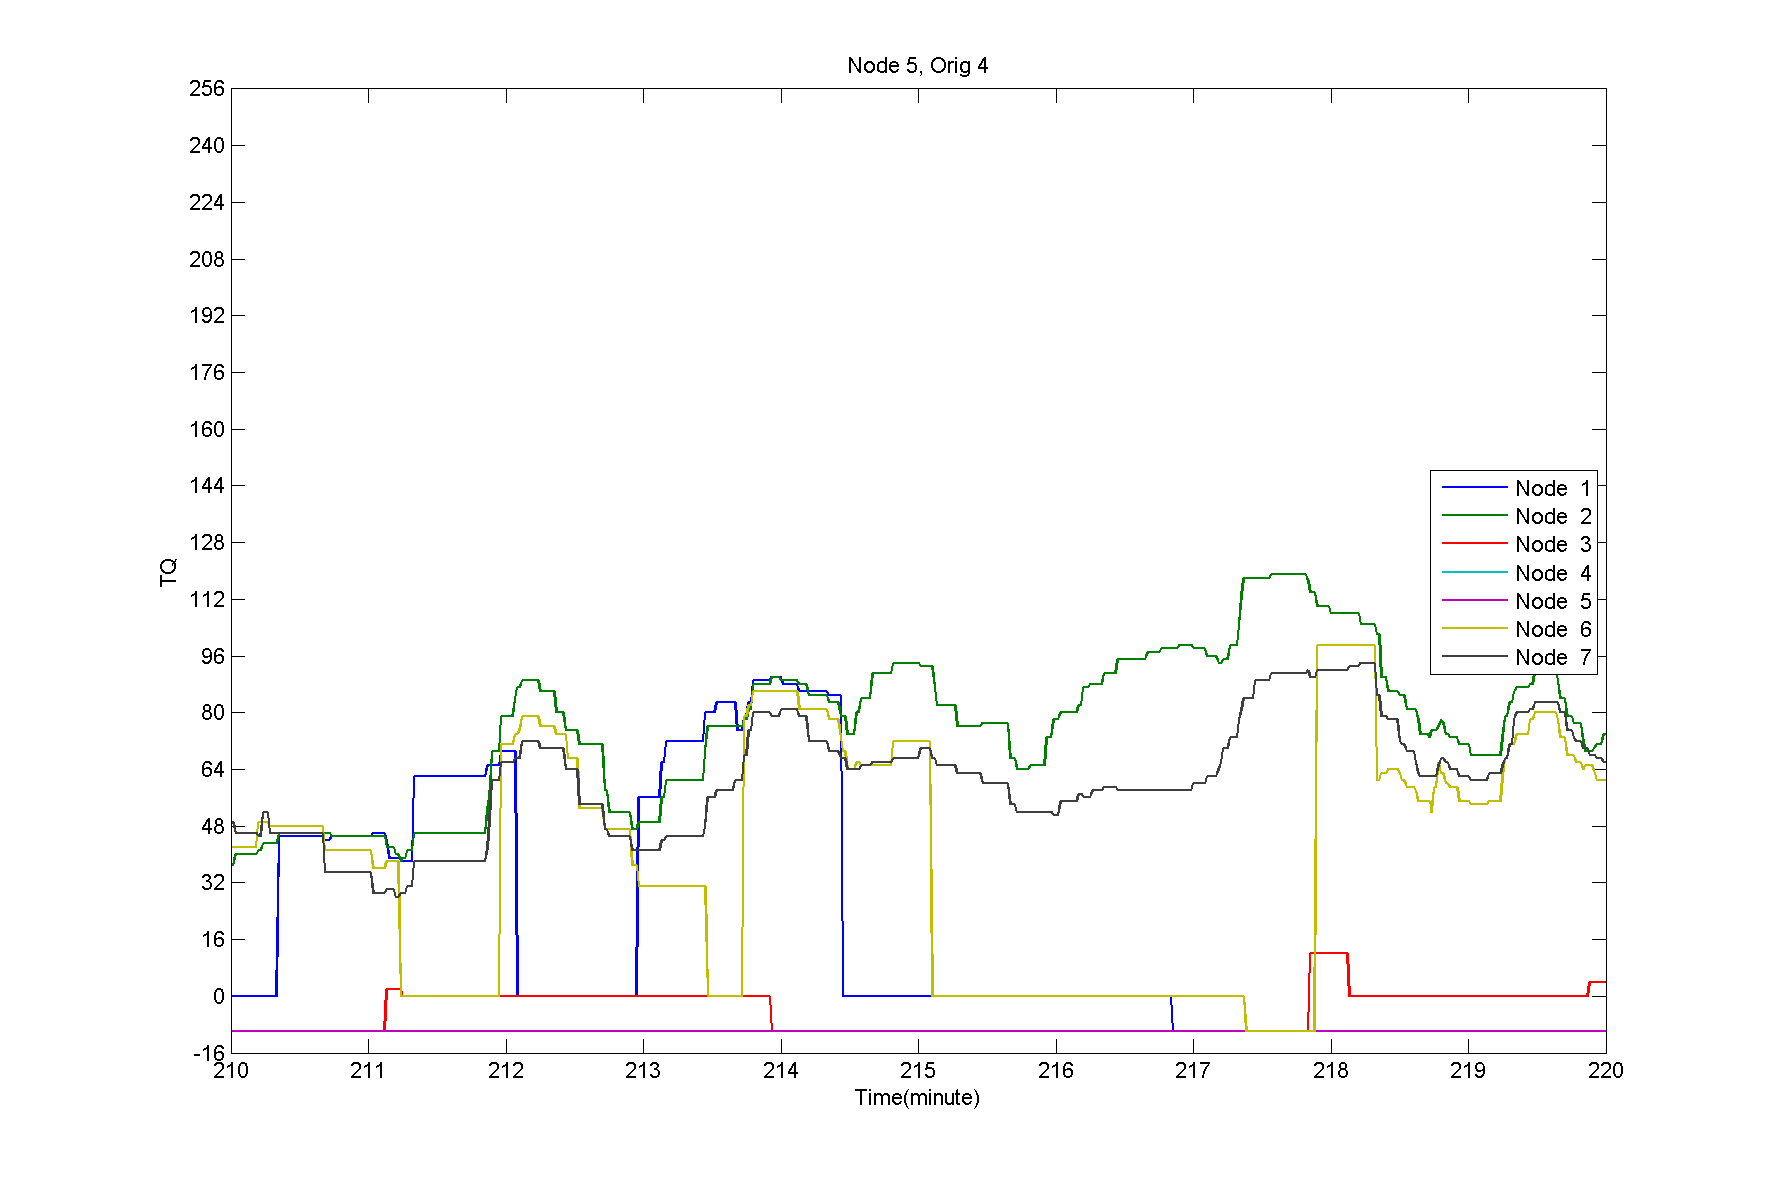 Node 5, Orig 4
256
240
224
208
192
176
160
144
128
112
96
80
64
48
32
16
0
-16
TQ
Node 1
Node 2
Node 3
Node 4
Node 5
Node 6
Node 7
210 211 212 213 214 215 216 217 218 219 220
Time(minute)